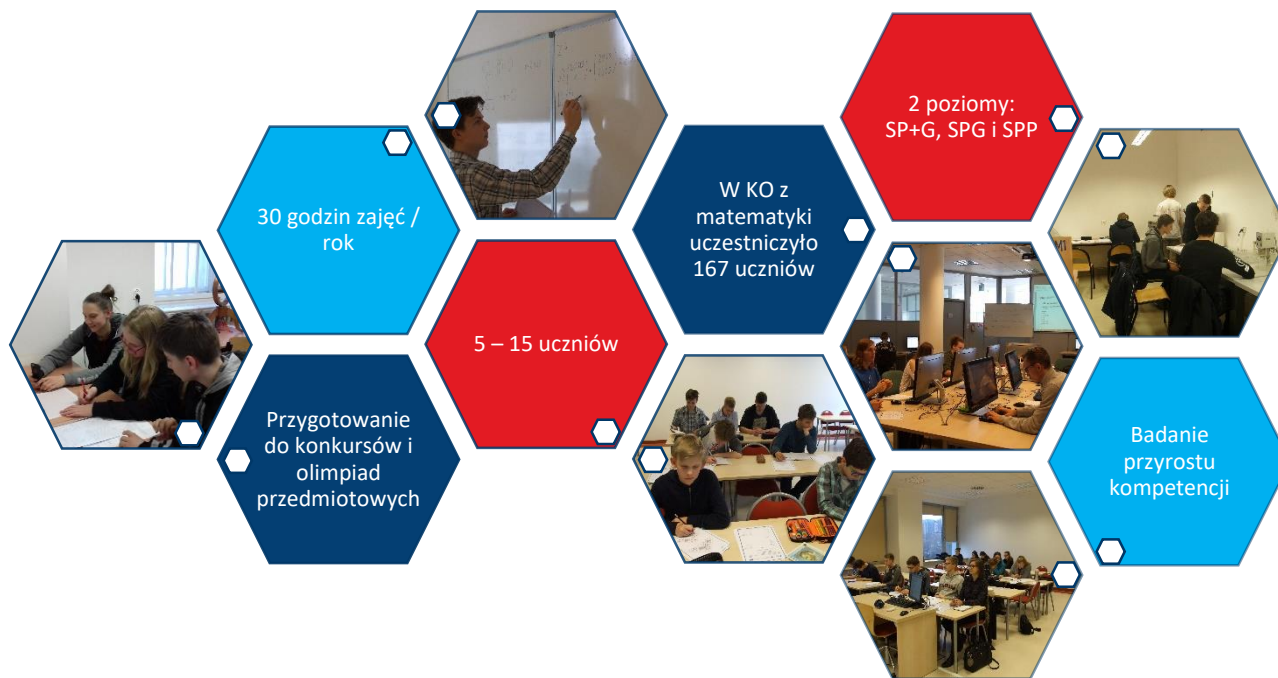 30 godzin zajęć /
rok
Przygotowanie
do konkursów i
olimpiad
przedmiotowych
5 – 15 uczniów
W KO z
matematyki
uczestniczyło
167 uczniów
2 poziomy:
SP+G, SPG i SPP
Badanie
przyrostu
kompetencji